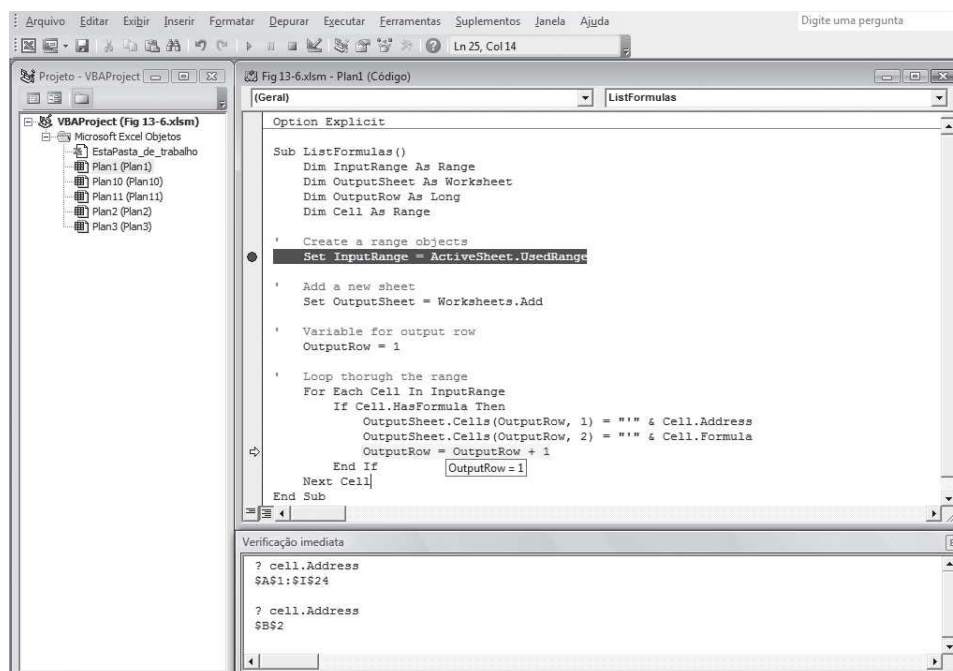 Arquivo Editar Exibir Inserir Formatar Depurar Executar Ferramentas Suplementos Janela Ajuda Digite uma pergunta
Ln 25, Col 14
Projeto - VBAProject
VBAProject (Fig 13-6.xlsm)
Microsoft Excel Objetos
EstaPasta_de_trabalho
Plan1 (Plan1)
Plan10 (Plan10)
Plan11 (Plan11)
Plan2 (Plan2)
Plan3 (Plan3)
Fig 13-6.xlsm - Plan1 (Código)
(Geral) ListFormulas
Option Explicit
Sub ListFormulas()
Dim InputRange As Range
Dim OutputSheet As Worksheet
Dim OutputRow As Long
Dim Cell As Range
' Create a range objects
Set InputRange = ActiveSheet.UsedRange
' Add a new sheet
Set OutputSheet = Worksheets.Add
' Variable for output row
OutputRow = 1
' Loop thorugh the range
For Each Cell In InputRange
If Cell.HasFormula Then
OutputSheet.Cells(OutputRow, 1) = "'" & Cell.Address
OutputSheet.Cells(OutputRow, 2) = "'" & Cell.Formula
OutputRow = OutputRow + 1
End If
OutputRow = 1
Next Cell
End Sub
Verificação imediata
? cell.Address
$A$1:$I$24
? cell.Address
$B$2